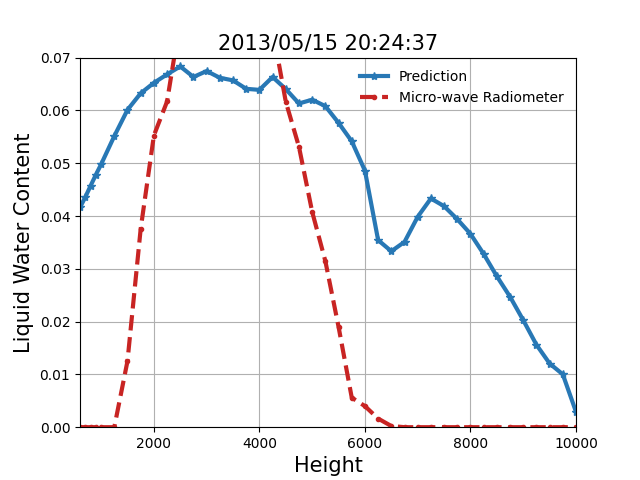 2013/05/15 20:24:37
Prediction
Micro-wave Radiometer
Liquid Water Content
0.07
0.06
0.05
0.04
0.03
0.02
0.01
0.00
2000 4000 6000 8000 10000
Height